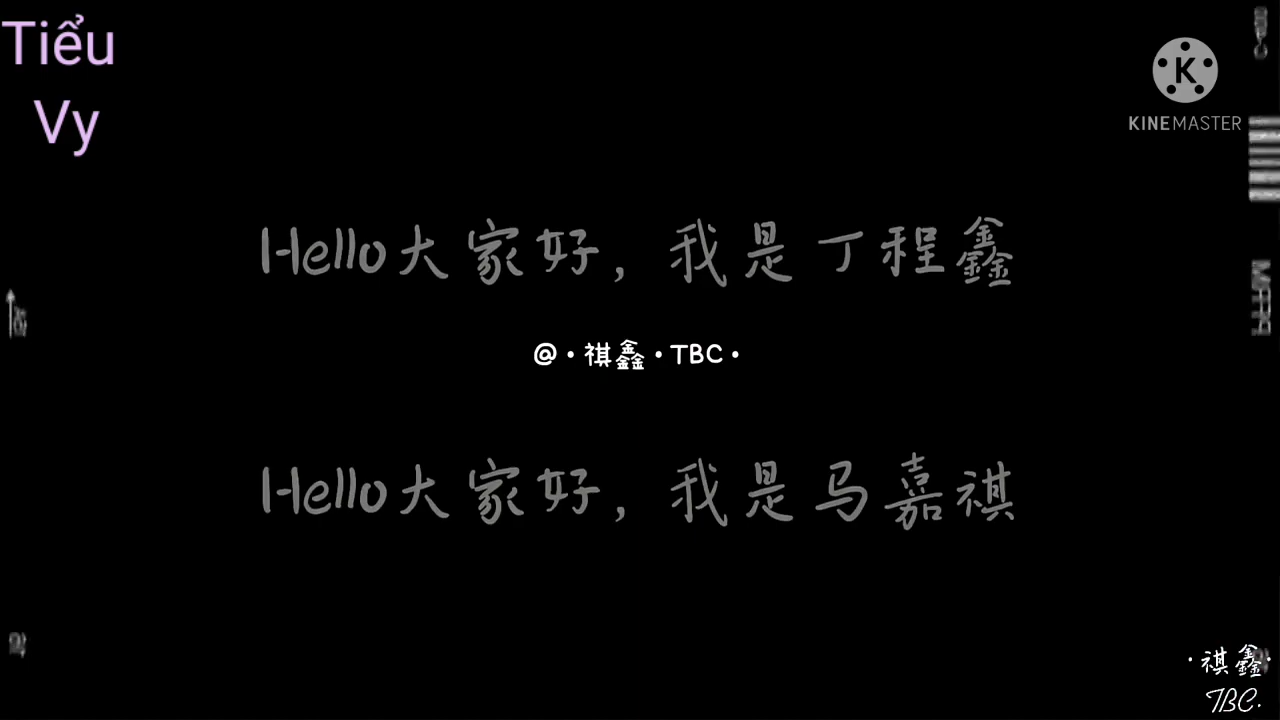 Tiểu
Vy
KINEMASTER
Hello大家好，我是丁程鑫
@·祺鑫·TBC·
Hello大家好，我是马嘉祺
·祺鑫·
TBC.